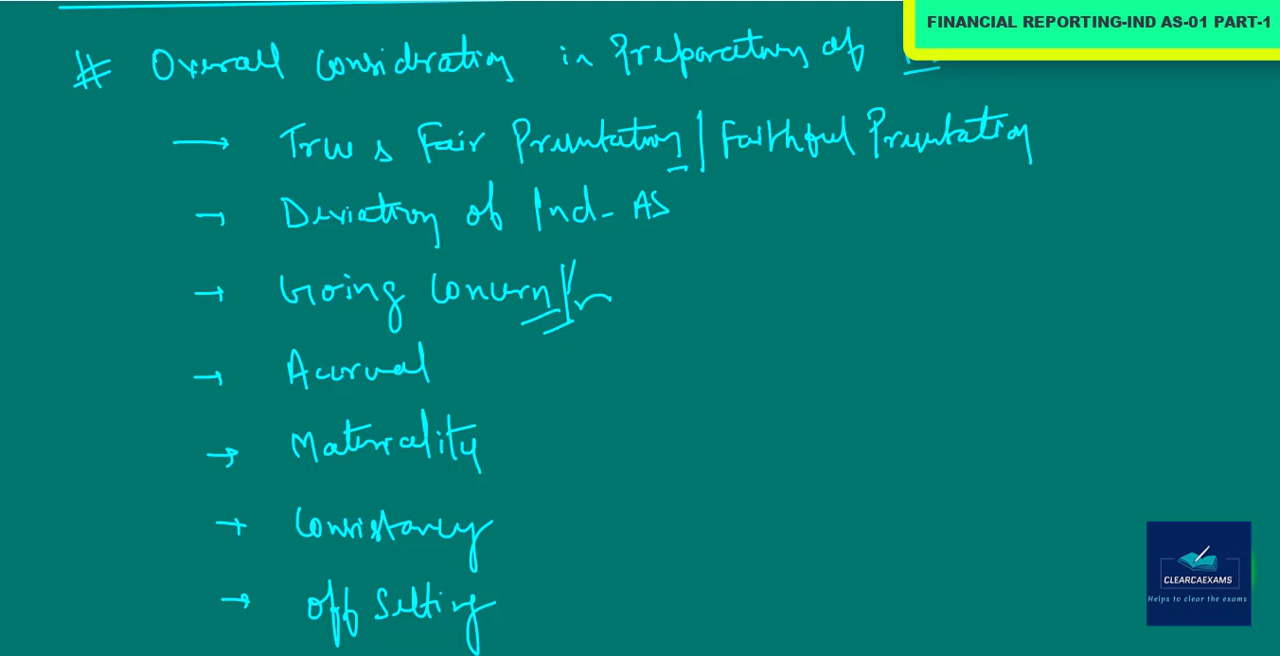 FINANCIAL REPORTING-IND AS-01 PART-1
# Overall Consideration in Preparation of
→ True & Fair Presentation | Faithful Presentation
→ Deviation of Ind-AS
→ Going Concern
→ Accrual
→ Materiality
→ Consistancy
→ Off Setting
CLEARCAEXAMS
Helps to clear the exams